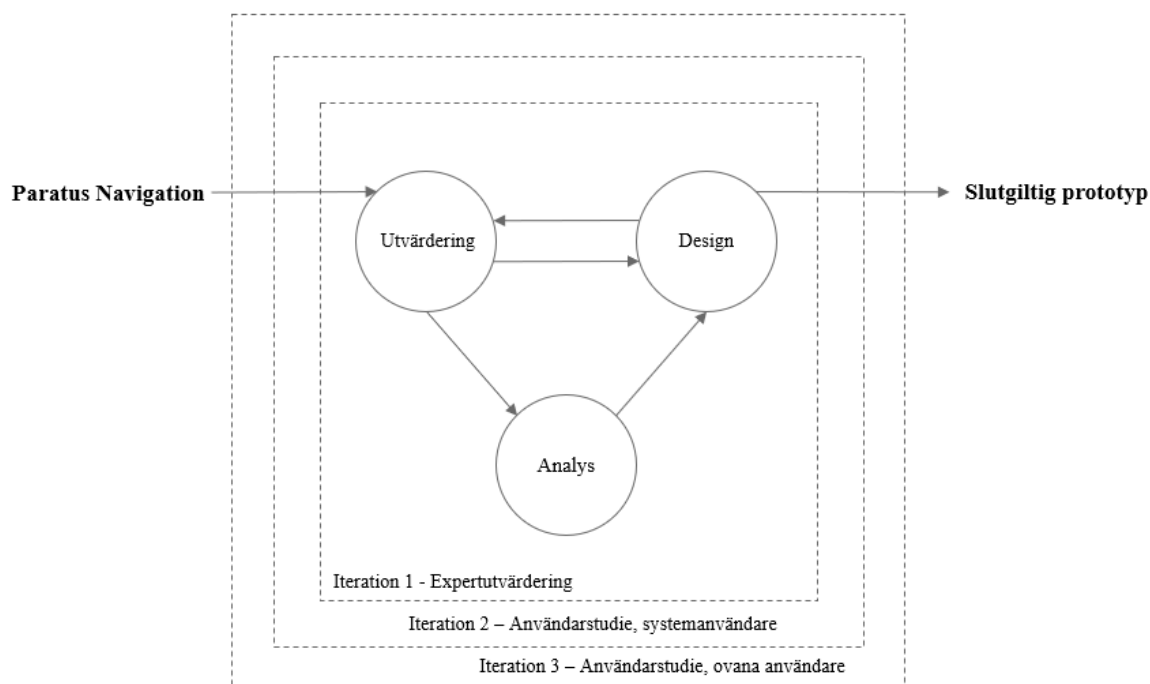 Paratus Navigation
Slutgiltig prototyp
Utvärdering
Design
Analys
Iteration 1 - Expertutvärdering
Iteration 2 – Användarstudie, systemanvändare
Iteration 3 – Användarstudie, ovana användare